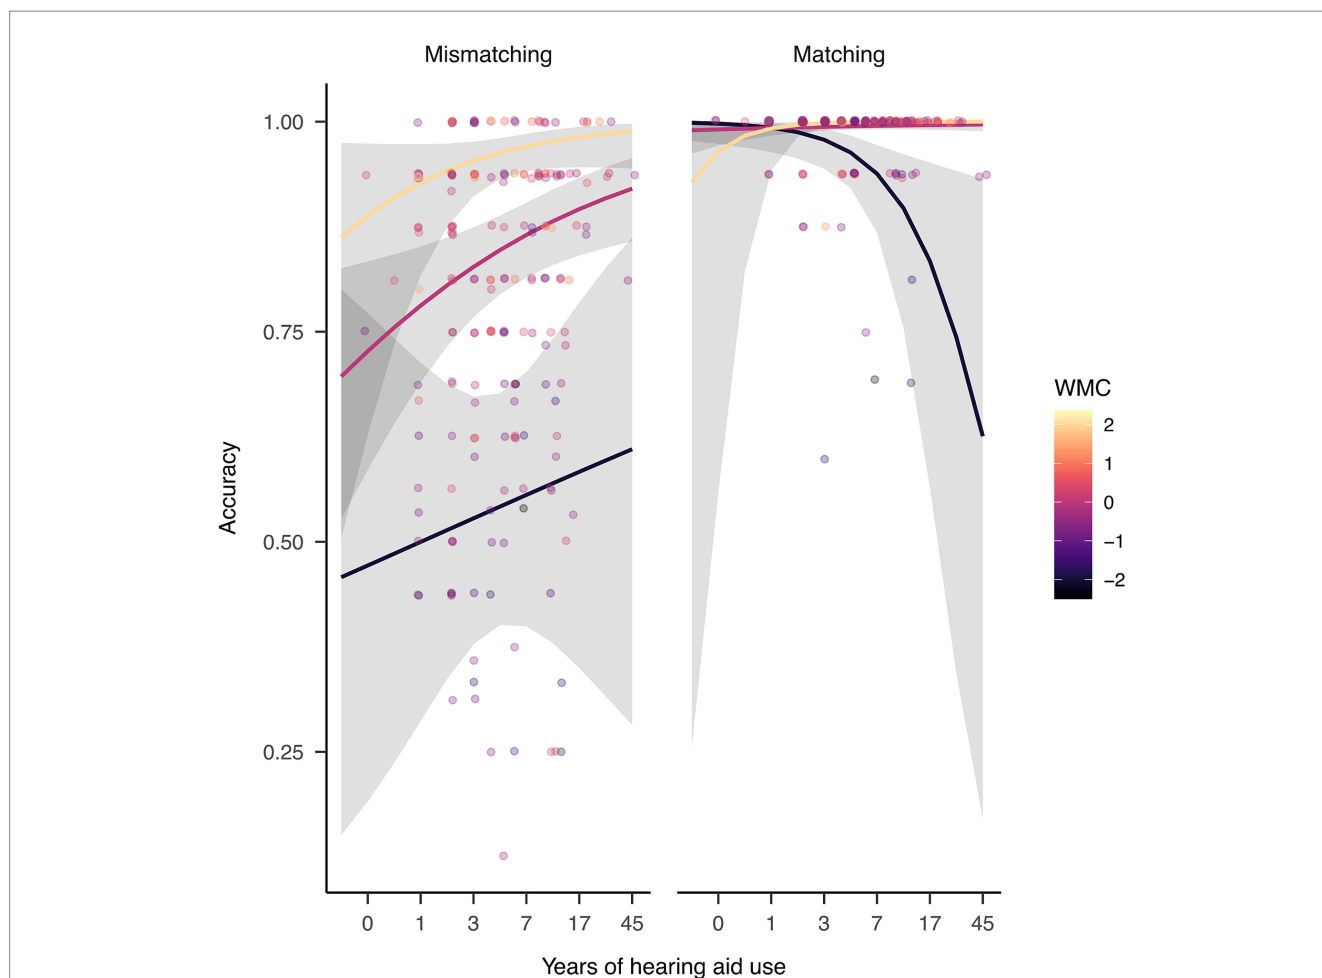 Mismatching
Matching
1.00
0.75
0.50
0.25
Accuracy
0 1 3 7 17 45
0 1 3 7 17 45
Years of hearing aid use
WMC
2
1
0
−1
−2